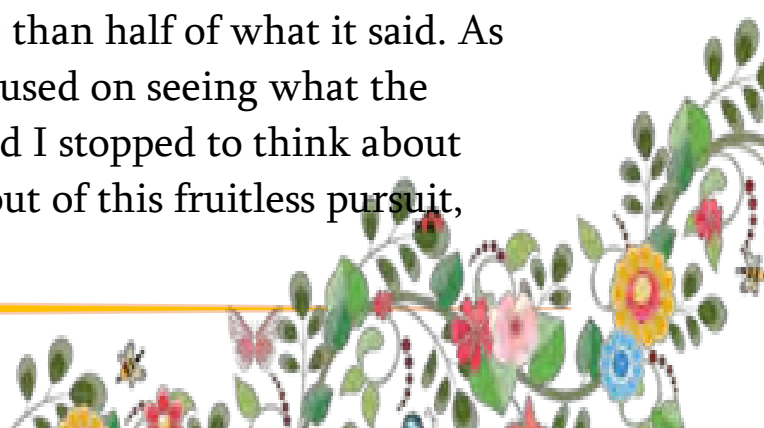 than half of what it said. As
used on seeing what the
d I stopped to think about
out of this fruitless pursuit,